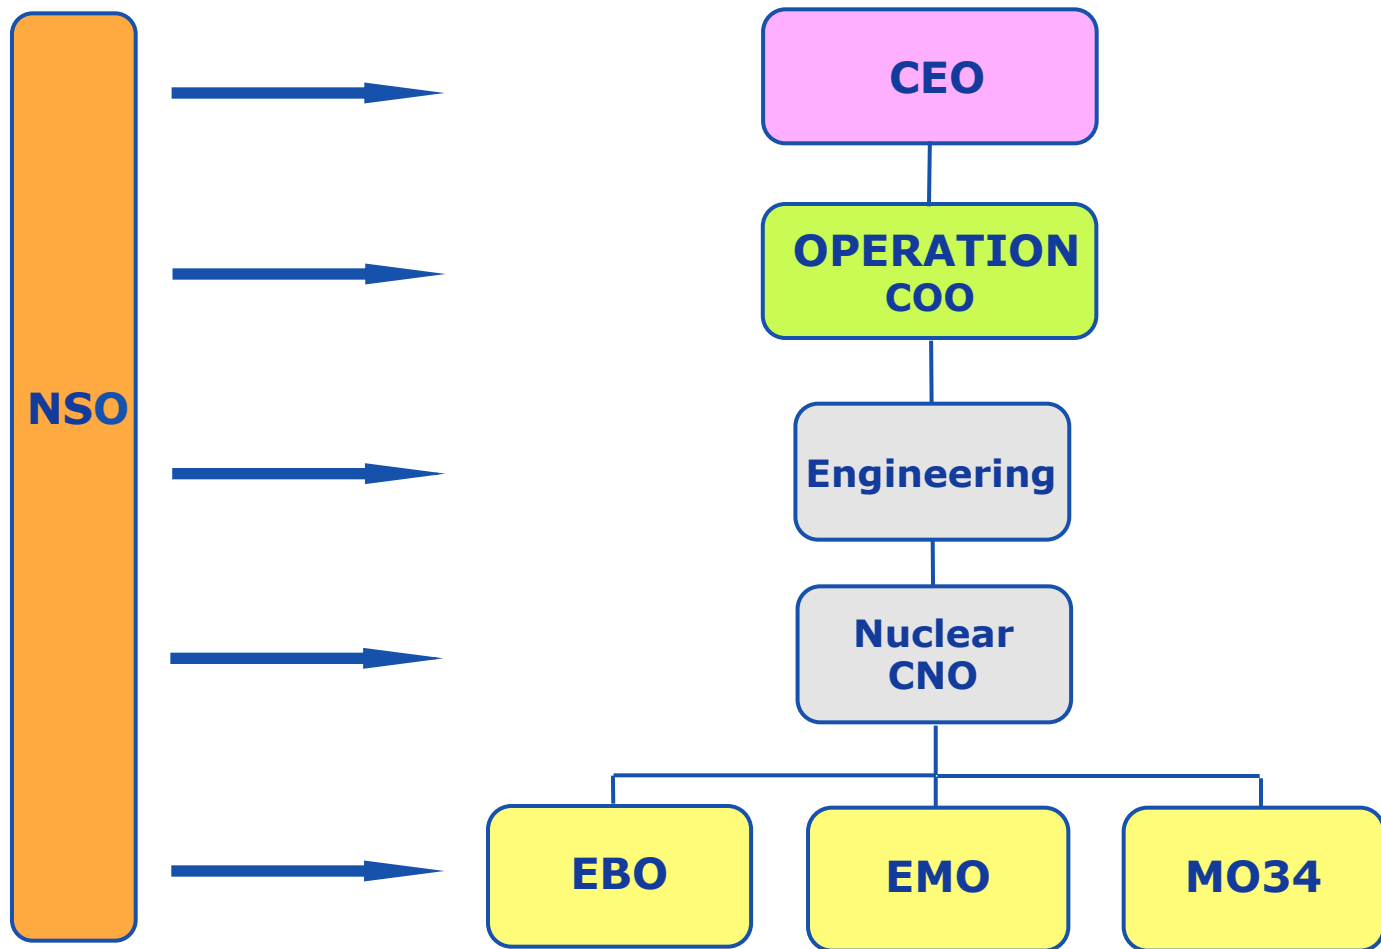 NSO
CEO
OPERATION
COO
Engineering
Nuclear
CNO
EBO
EMO
MO34